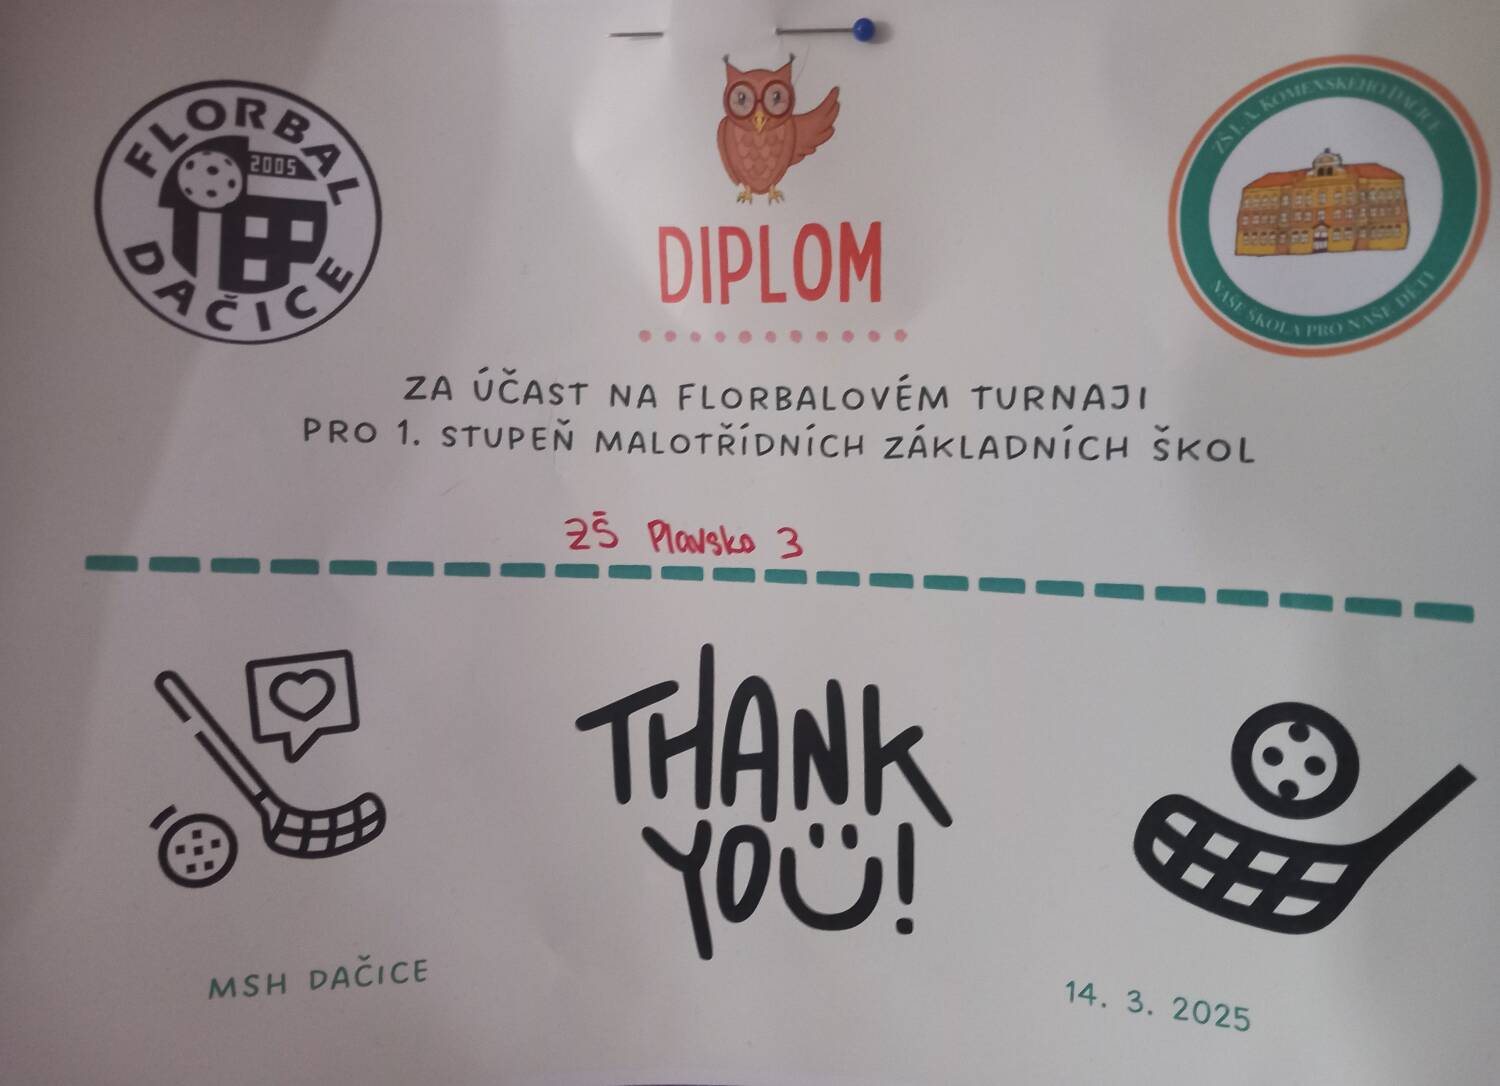 FLORBAL
2005
DAČICE
DIPLOM
ZŠ J. A. KOMENSKÉHO DAČICE
NAŠE ŠKOLA PRO NAŠE DĚTI
ZA ÚČAST NA FLORBALOVÉM TURNAJI
PRO 1. STUPEŇ MALOTŘÍDNÍCH ZÁKLADNÍCH ŠKOL
ZŠ Plavsko 3
THANK
YOU!
MSH DAČICE
14. 3. 2025